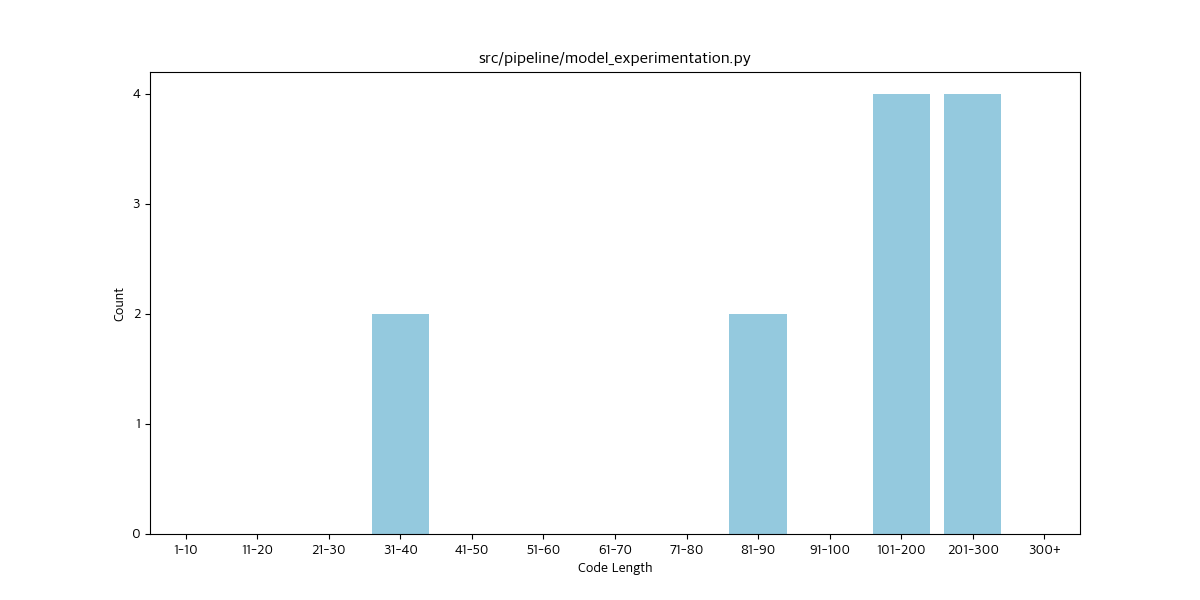 src/pipeline/model_experimentation.py
Count
4
3
2
1
0
1-10 11-20 21-30 31-40 41-50 51-60 61-70 71-80 81-90 91-100 101-200 201-300 300+
Code Length